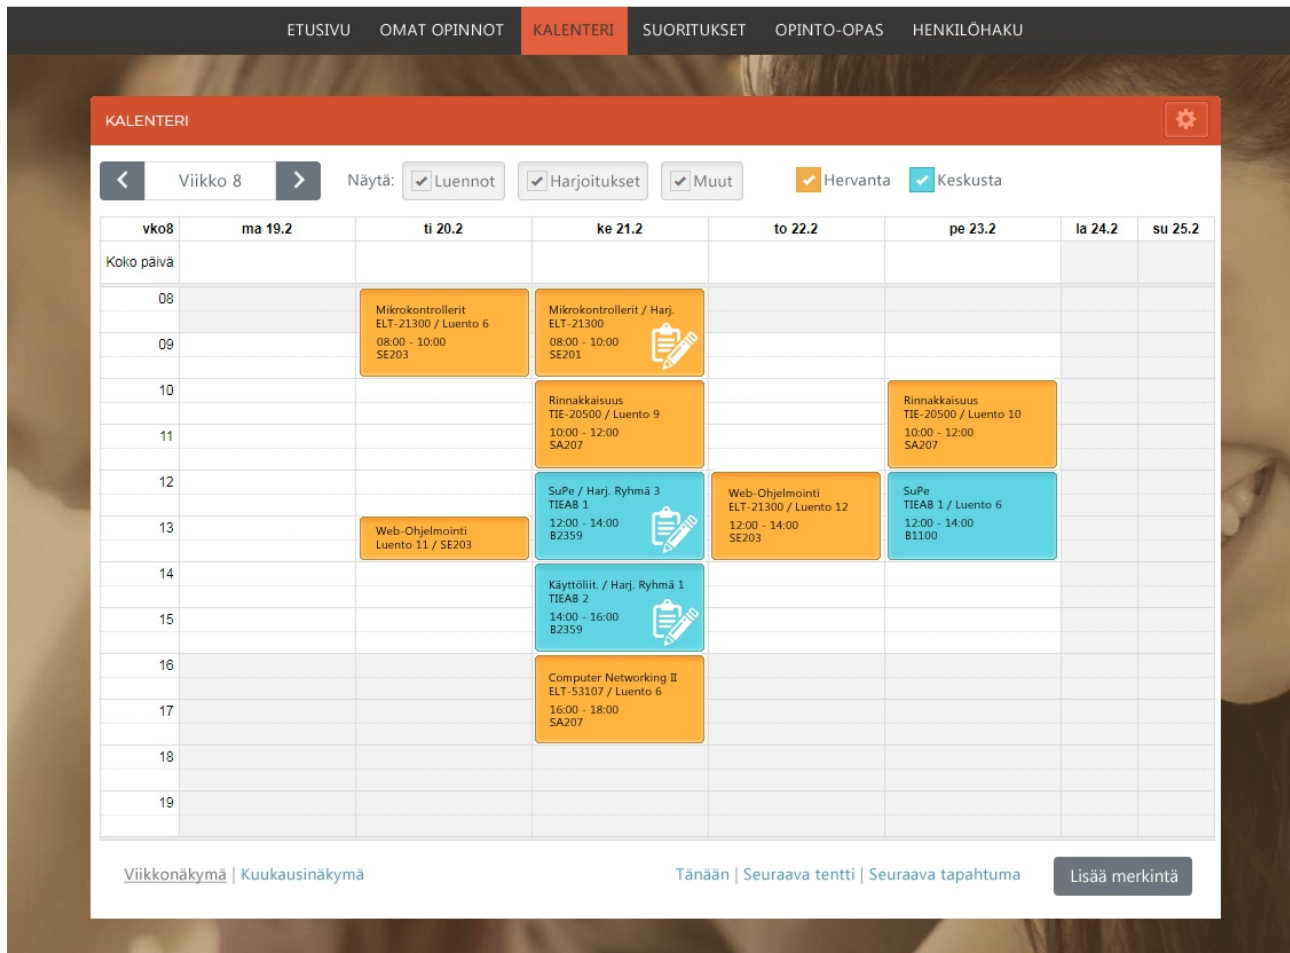 ETUSIVU OMAT OPINNOT KALENTERI SUORITUKSET OPINTO-OPAS HENKILÖHAKU
KALENTERI
Viikko 8 Näytä: Luennot Harjoitukset Muut Hervanta Keskusta
vko8 ma 19.2 ti 20.2 ke 21.2 to 22.2 pe 23.2 la 24.2 su 25.2
Koko päivä
08
09
10
11
12
13
14
15
16
17
18
19
Mikrokontrollerit
ELT-21300 / Luento 6
08:00 - 10:00
SE203
Web-Ohjelmointi
Luento 11 / SE203
Mikrokontrollerit / Harj.
ELT-21300
08:00 - 10:00
SE201
Rinnakkaisuus
TIE-20500 / Luento 9
10:00 - 12:00
SA207
SuPe / Harj. Ryhmä 3
TIEAB 1
12:00 - 14:00
B2359
Käyttöliit. / Harj. Ryhmä 1
TIEAB 2
14:00 - 16:00
B2359
Computer Networking II
ELT-53107 / Luento 6
16:00 - 18:00
SA207
Web-Ohjelmointi
ELT-21300 / Luento 12
12:00 - 14:00
SE203
Rinnakkaisuus
TIE-20500 / Luento 10
10:00 - 12:00
SA207
SuPe
TIEAB 1 / Luento 6
12:00 - 14:00
B1100
Viikkonäkymä | Kuukausinäkymä Tänään | Seuraava tentti | Seuraava tapahtuma Lisää merkintä